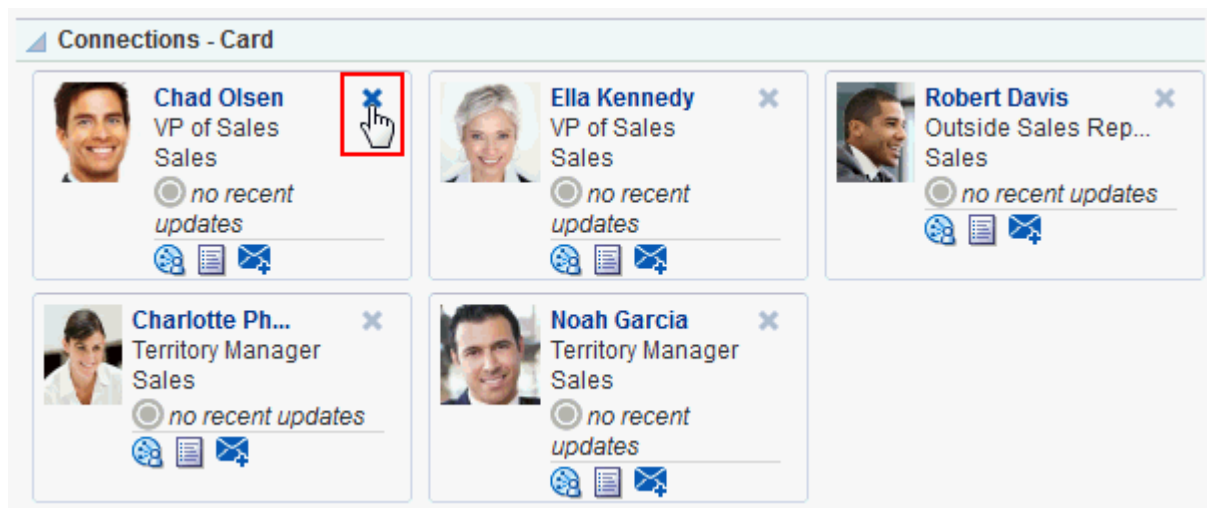 Connections - Card
Chad Olsen
VP of Sales
Sales
no recent
updates
Ella Kennedy
VP of Sales
Sales
no recent
updates
Robert Davis
Outside Sales Rep...
Sales
no recent updates
Charlotte Ph...
Territory Manager
Sales
no recent updates
Noah Garcia
Territory Manager
Sales
no recent
updates